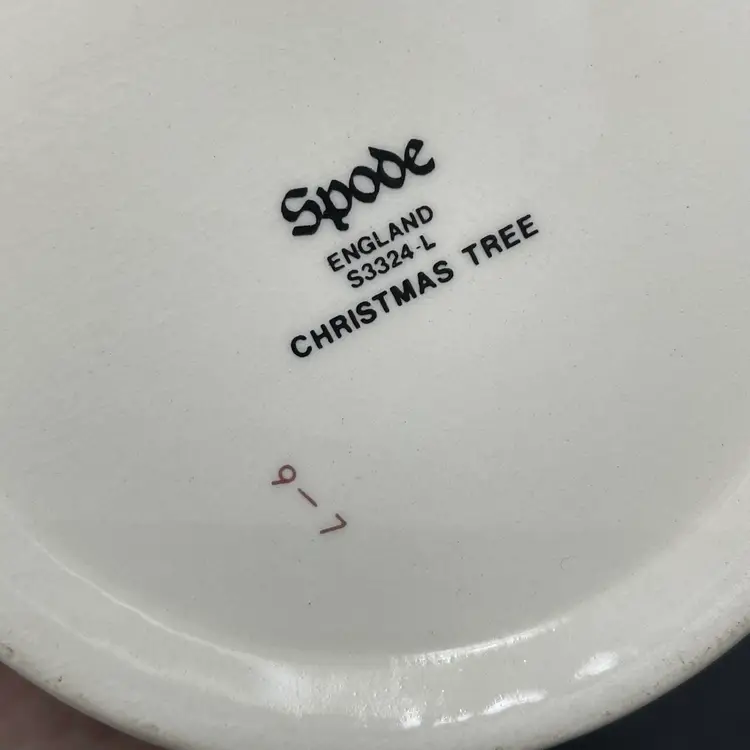 Spode
ENGLAND
S3324-L
CHRISTMAS TREE
9-7